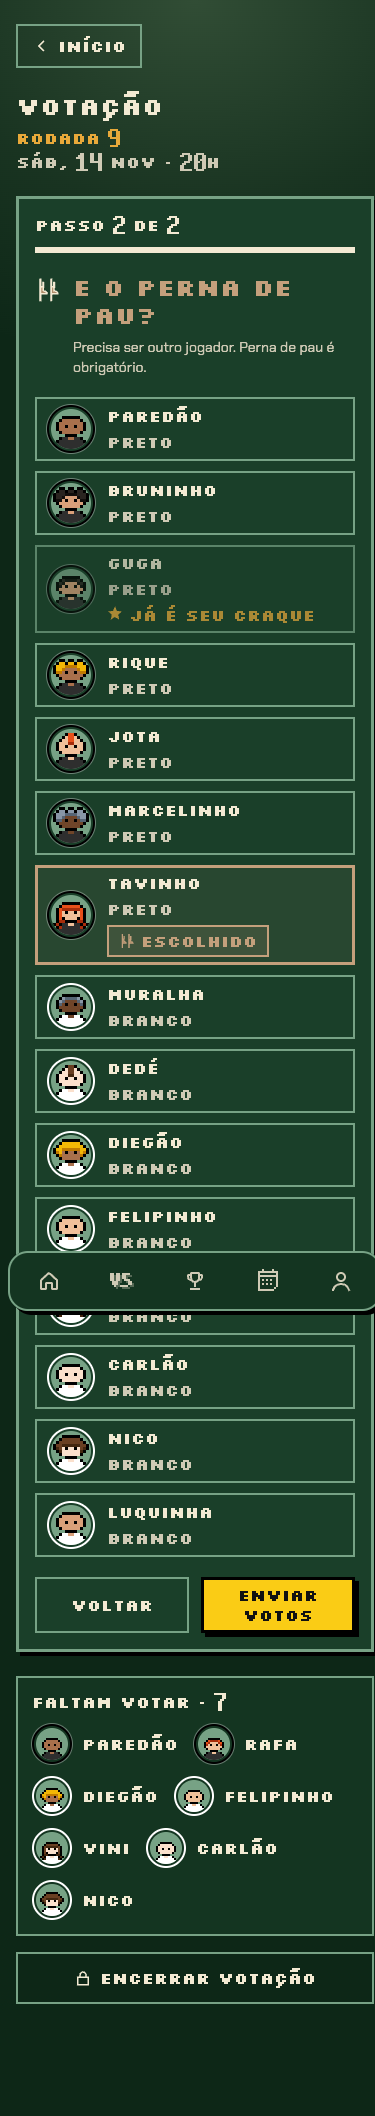 INÍCIO
VOTAÇÃO
RODADA 9
SÁB, 14 NOV · 20H
PASSO 2 DE 2
E O PERNA DE
PAU?
Precisa ser outro jogador. Perna de pau é
obrigatório.
PAREDÃO
PRETO
BRUNINHO
PRETO
GUGA
PRETO
JÁ É SEU CRAQUE
RIQUE
PRETO
JOTA
PRETO
MARCELINHO
PRETO
TAVINHO
PRETO
ESCOLHIDO
MURALHA
BRANCO
DEDÉ
BRANCO
DIEGÃO
BRANCO
FELIPINHO
BRANCO
VS
BRANCO
CARLÃO
BRANCO
NICO
BRANCO
LUQUINHA
BRANCO
VOLTAR
ENVIAR
VOTOS
FALTAM VOTAR · 7
PAREDÃO RAFA
DIEGÃO FELIPINHO
VINI CARLÃO
NICO
ENCERRAR VOTAÇÃO